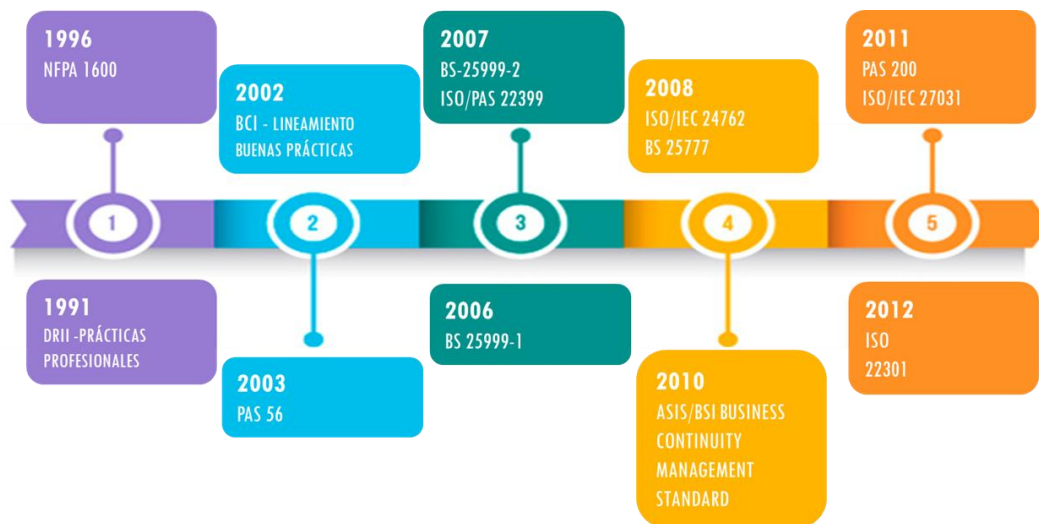 1996
NFPA 1600
2002
BCI - LINEAMIENTO
BUENAS PRÁCTICAS
2007
BS-25999-2
ISO/PAS 22399
2008
ISO/IEC 24762
BS 25777
2011
PAS 200
ISO/IEC 27031
1
2
3
4
5
1991
DRII -PRÁCTICAS
PROFESIONALES
2003
PAS 56
2006
BS 25999-1
2010
ASIS/BSI BUSINESS
CONTINUITY
MANAGEMENT
STANDARD
2012
ISO
22301